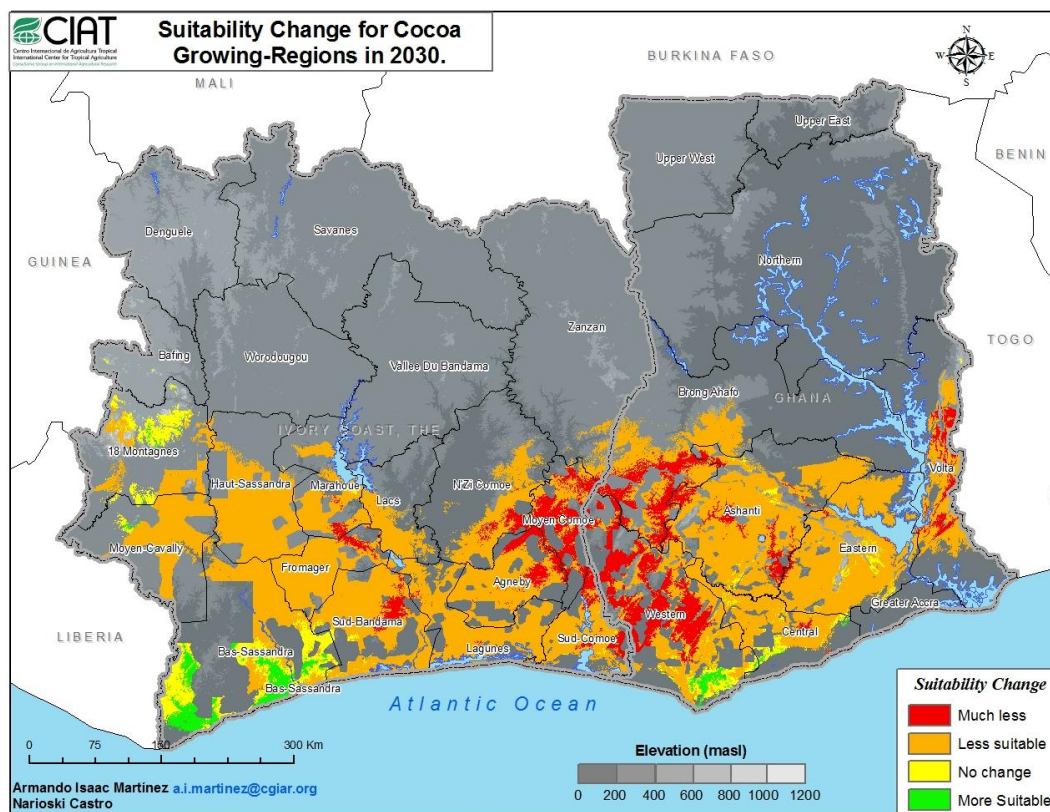 CIAT
Centro Internacional de Agricultura Tropical
International Center for Tropical Agriculture
Suitability Change for Cocoa
Growing-Regions in 2030.
BURKINA FASO
MALI
N
W
E
S
Upper East
BENIN
Upper West
Denguele
Savanes
GUINEA
Northern
Zanzan
TOGO
Bafing
Worodougou
Vallee Du Bandama
Brong Ahafo
GHANA
IVORY COAST, THE
18 Montagnes
Haut-Sassandra
Marahoue
Lacs
N'Zi Comoe
Volta
Moyen Comoe
Ashanti
Moyen-Cavally
Eastern
Fromager
Agneby
Greater Accra
Western
Sud-Bandama
Central
LIBERIA
Sud-Comoe
Bas-Sassandra
Lagunes
Bas-Sassandra
Atlantic Ocean
Suitability Change
Much less
Less suitable
No change
More Suitable
0 75 150 300 Km
Elevation (masl)
0 200 400 600 800 1000 1200
Armando Isaac Martínez a.i.martinez@cgiar.org
Narioski Castro